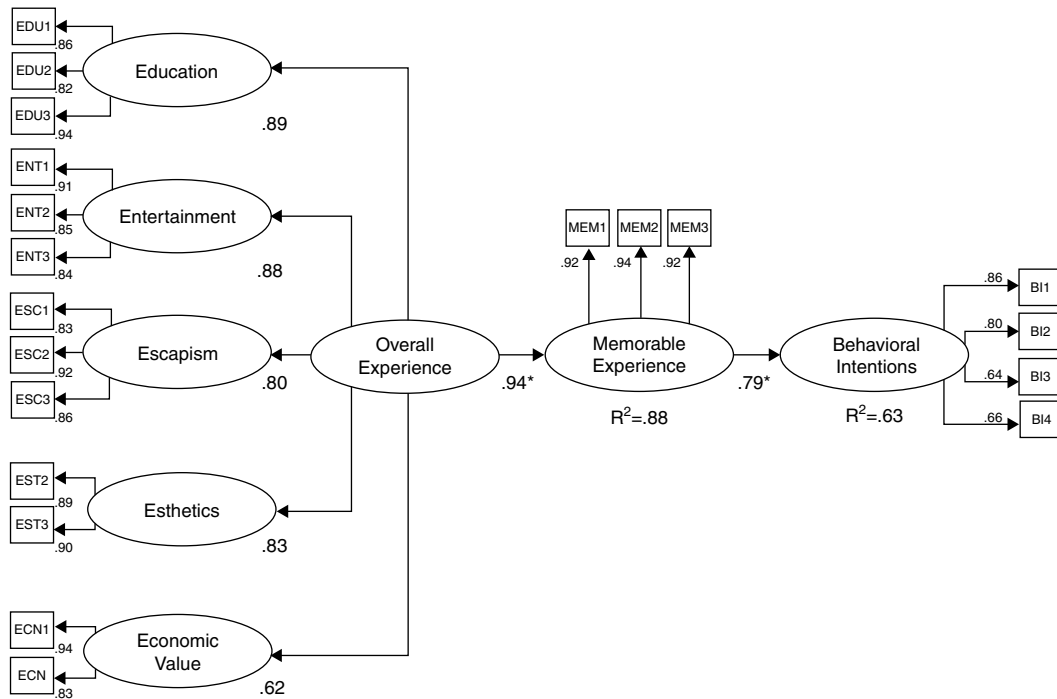 EDU1
.86
EDU2
.82
EDU3
.94
Education
.89
ENT1
.91
ENT2
.85
ENT3
.84
Entertainment
.88
ESC1
.83
ESC2
.92
ESC3
.86
Escapism
.80
EST2
.89
EST3
.90
Esthetics
.83
ECN1
.94
ECN
.83
Economic
Value
.62
Overall
Experience
.94*
MEM1
MEM2
MEM3
.92
.94
.92
Memorable
Experience
R²=.88
.79*
Behavioral
Intentions
R²=.63
.86
BI1
.80
BI2
.64
BI3
.66
BI4